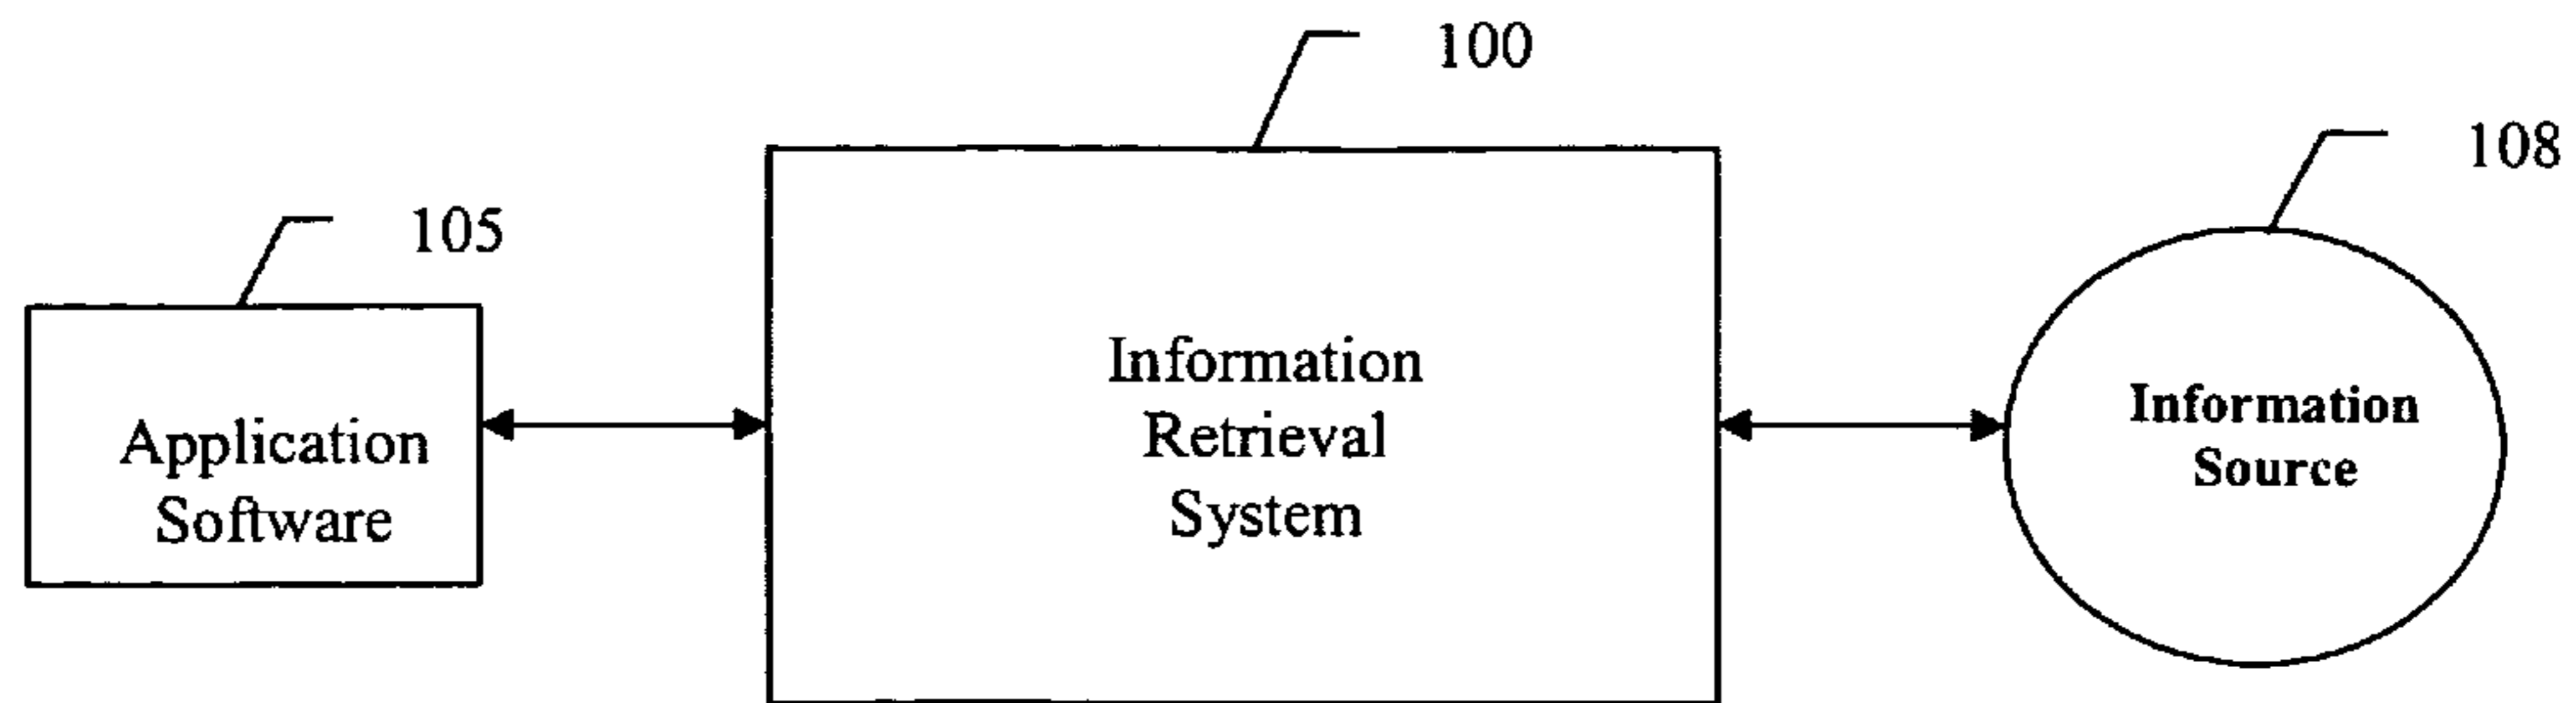 100
108
105
Information
Retrieval
System
Application
Software
Information
Source